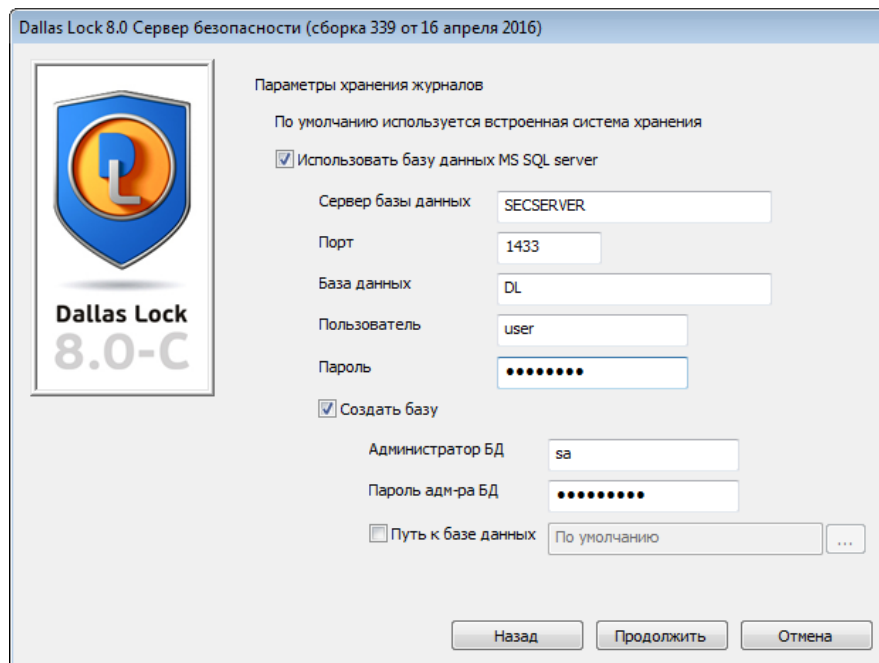 Dallas Lock 8.0 Сервер безопасности (сборка 339 от 16 апреля 2016)
DL
Dallas Lock
8.0-C
Параметры хранения журналов
По умолчанию используется встроенная система хранения
Использовать базу данных MS SQL server
Сервер базы данных SECSERVER
Порт 1433
База данных DL
Пользователь user
Пароль ●●●●●●●●
Создать базу
Администратор БД sa
Пароль адм-ра БД ●●●●●●●●●
Путь к базе данных По умолчанию ...
Назад Продолжить Отмена